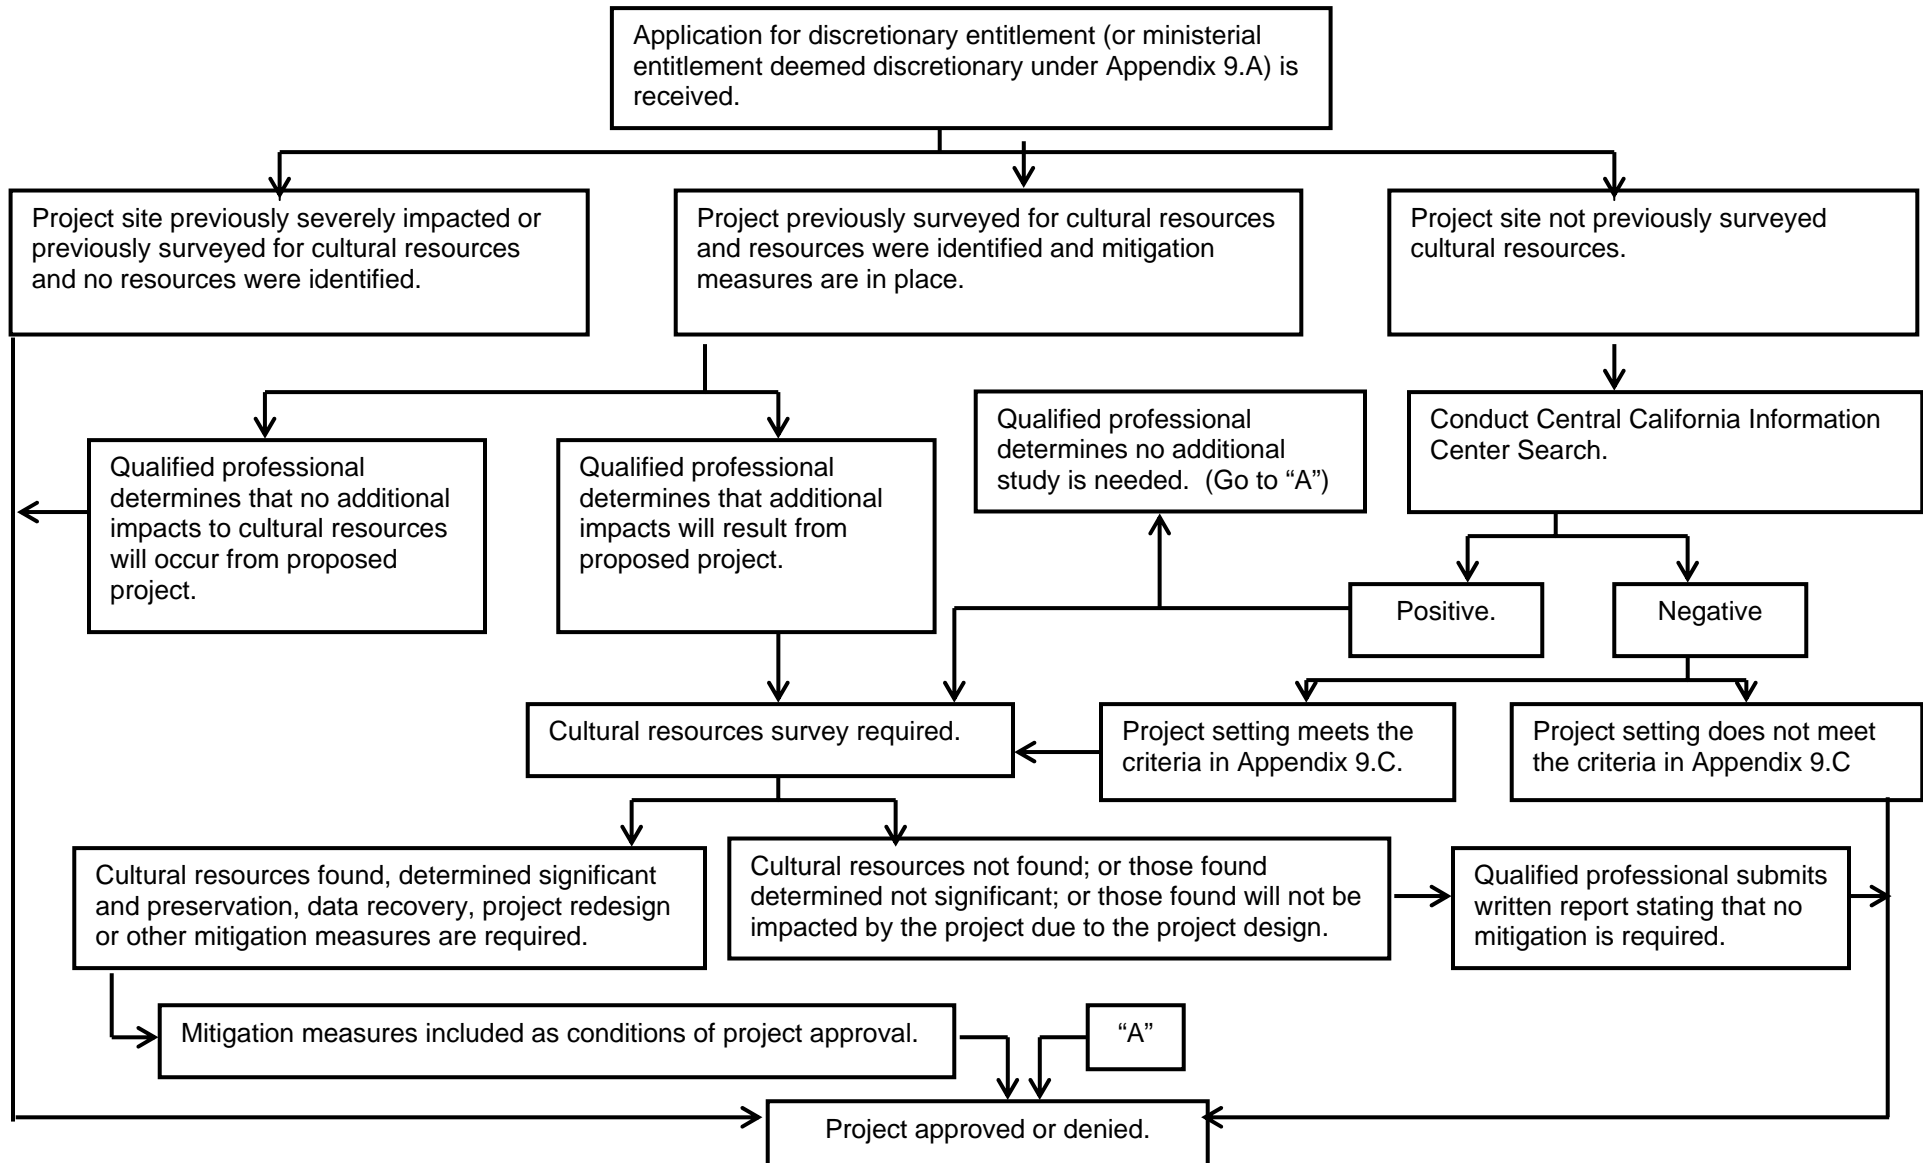 Application for discretionary entitlement (or ministerial
entitlement deemed discretionary under Appendix 9.A) is
received.
Project site previously severely impacted or
previously surveyed for cultural resources
and no resources were identified.
Project previously surveyed for cultural resources
and resources were identified and mitigation
measures are in place.
Project site not previously surveyed
cultural resources.
Qualified professional
determines that no additional
impacts to cultural resources
will occur from proposed
project.
Qualified professional
determines that additional
impacts will result from
proposed project.
Qualified professional
determines no additional
study is needed.  (Go to “A”)
Conduct Central California Information
Center Search.
Positive.
Negative
Cultural resources survey required.
Project setting meets the
criteria in Appendix 9.C.
Project setting does not meet
the criteria in Appendix 9.C
Cultural resources found, determined significant
and preservation, data recovery, project redesign
or other mitigation measures are required.
Cultural resources not found; or those found
determined not significant; or those found will not be
impacted by the project due to the project design.
Qualified professional submits
written report stating that no
mitigation is required.
Mitigation measures included as conditions of project approval.
“A”
Project approved or denied.